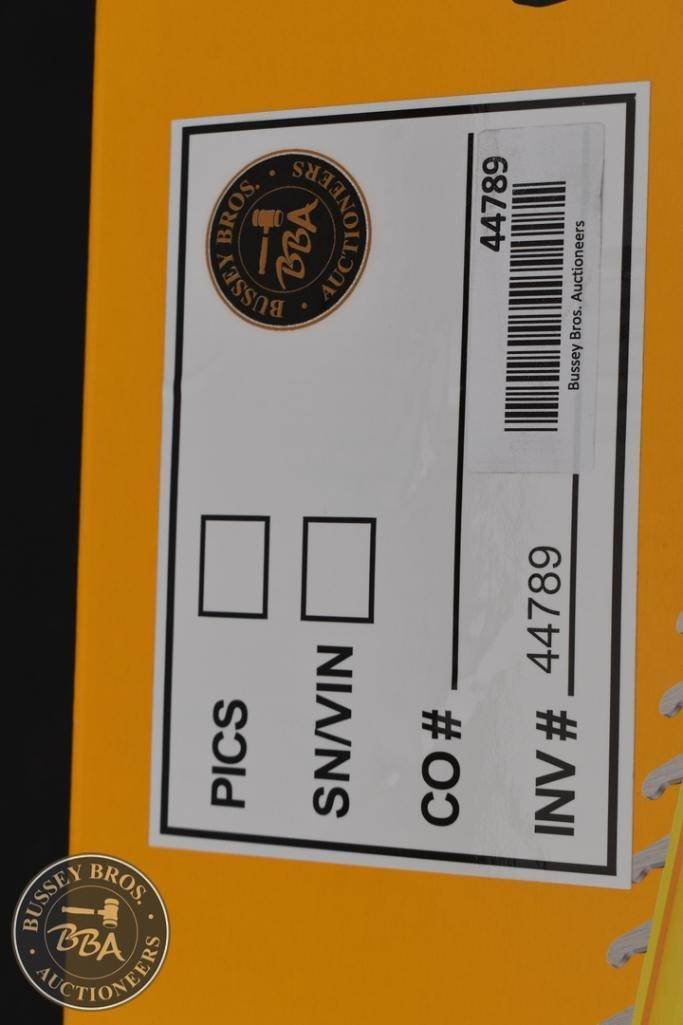 BUSSEY BROS.
BBA
AUCTIONEERS
PICS
SN/VIN
CO #
INV # 44789
44789
Bussey Bros. Auctioneers
BUSSEY BROS.
BBA
AUCTIONEERS